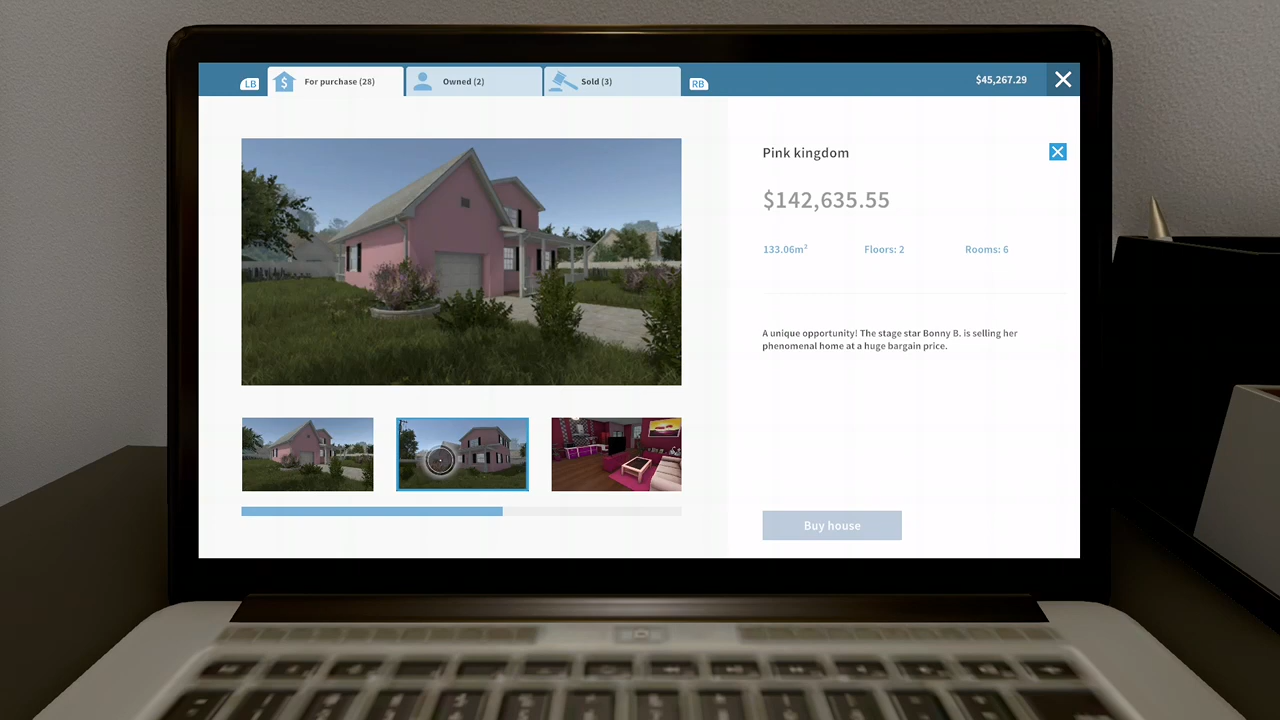 LB
For purchase (28)
Owned (2)
Sold (3)
RB
$45,267.29
Pink kingdom
$142,635.55
133.06m²
Floors: 2
Rooms: 6
A unique opportunity! The stage star Bonny B. is selling her
phenomenal home at a huge bargain price.
Buy house